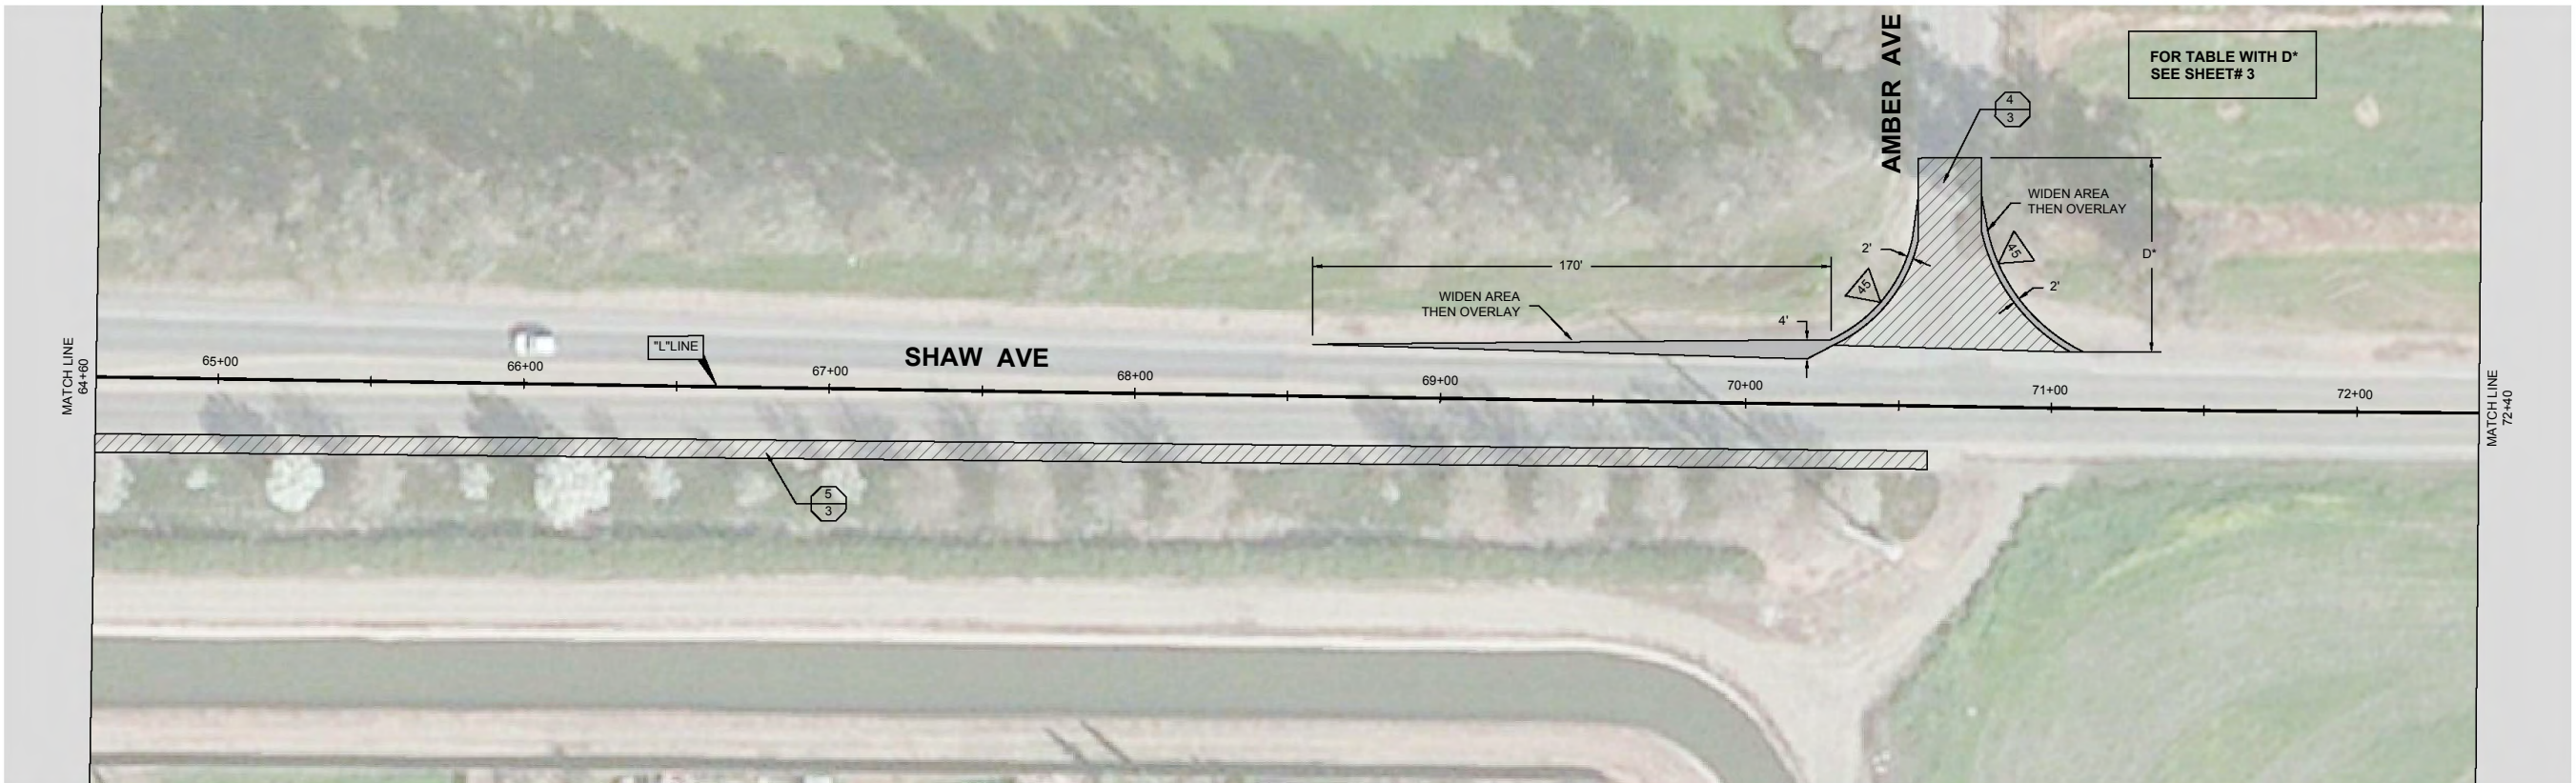 AMBER AVE
FOR TABLE WITH D*
SEE SHEET# 3
4
3
WIDEN AREA
THEN OVERLAY
2'
45
45
D*
2'
170'
WIDEN AREA
THEN OVERLAY
4'
MATCH LINE
64+60
65+00
66+00
"L"LINE
67+00
SHAW AVE
68+00
69+00
70+00
71+00
72+00
MATCH LINE
72+40
5
3